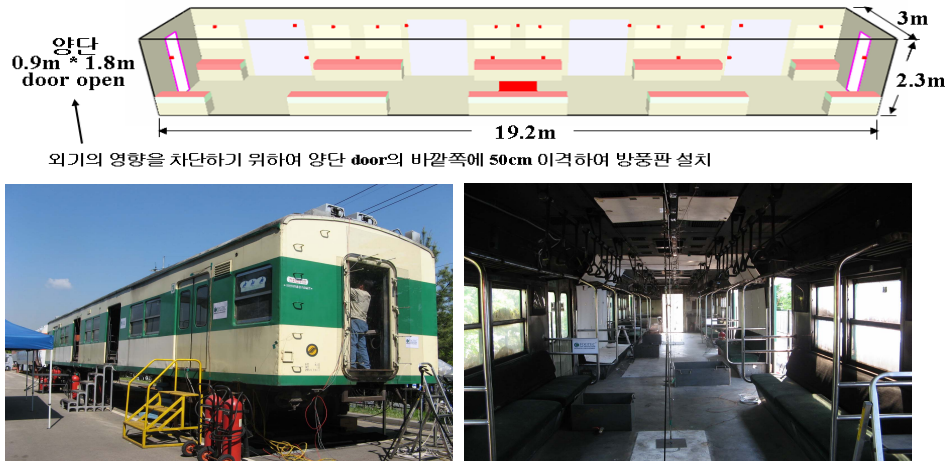 양단
0.9m * 1.8m
door open
3m
2.3m
19.2m
외기의 영향을 차단하기 위하여 양단 door의 바깥쪽에 50cm 이격하여 방풍판 설치